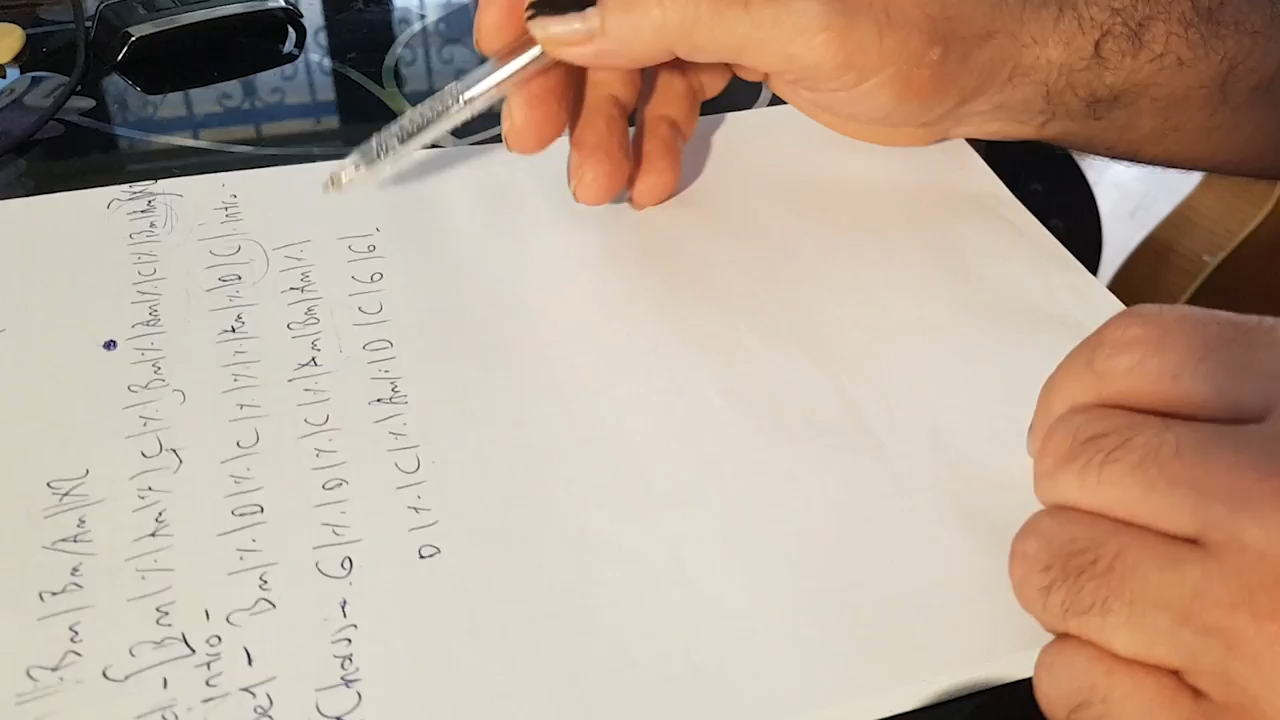 Bm | Bm / Am | X2
[Bm | ٪ | Am | ٪ | C | ٪ | Bm | ٪ | Am | ٪ | C | ٪ | Bm Am X2
intro -
- Bm | ٪. | D | ٪. | C | ٪. | ٪. | Am | ٪. | D | C | intro -
Chorus → G | ٪. | D | ٪. | C | ٪. | Am | Bm | Am | ٪. |
D | ٪. | C | ٪. | Am | D | C | G | G |.